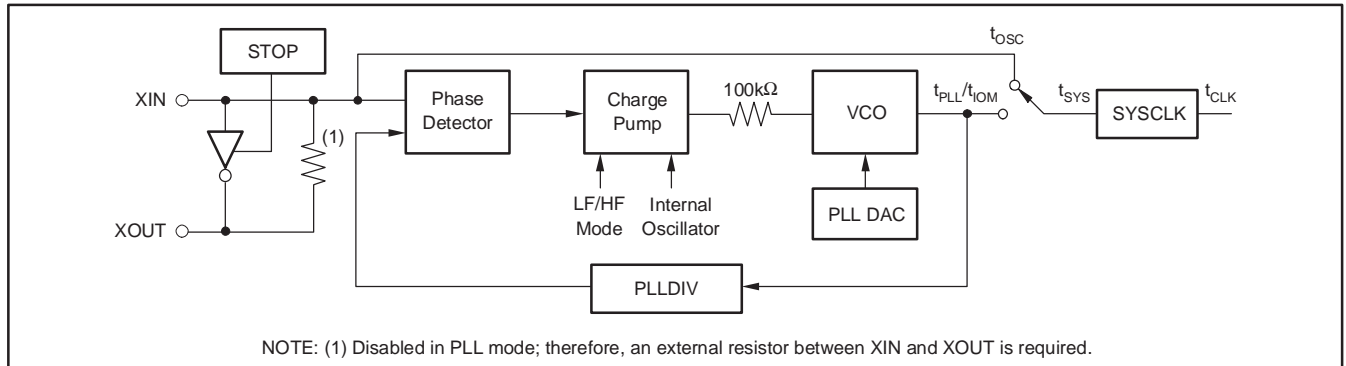 STOP
XIN
XOUT
(1)
Phase
Detector
Charge
Pump
LF/HF
Mode
Internal
Oscillator
100kΩ
VCO
PLL DAC
PLLDIV
tOSC
tPLL/tIOM
tSYS
SYSCLK
tCLK
NOTE: (1) Disabled in PLL mode; therefore, an external resistor between XIN and XOUT is required.